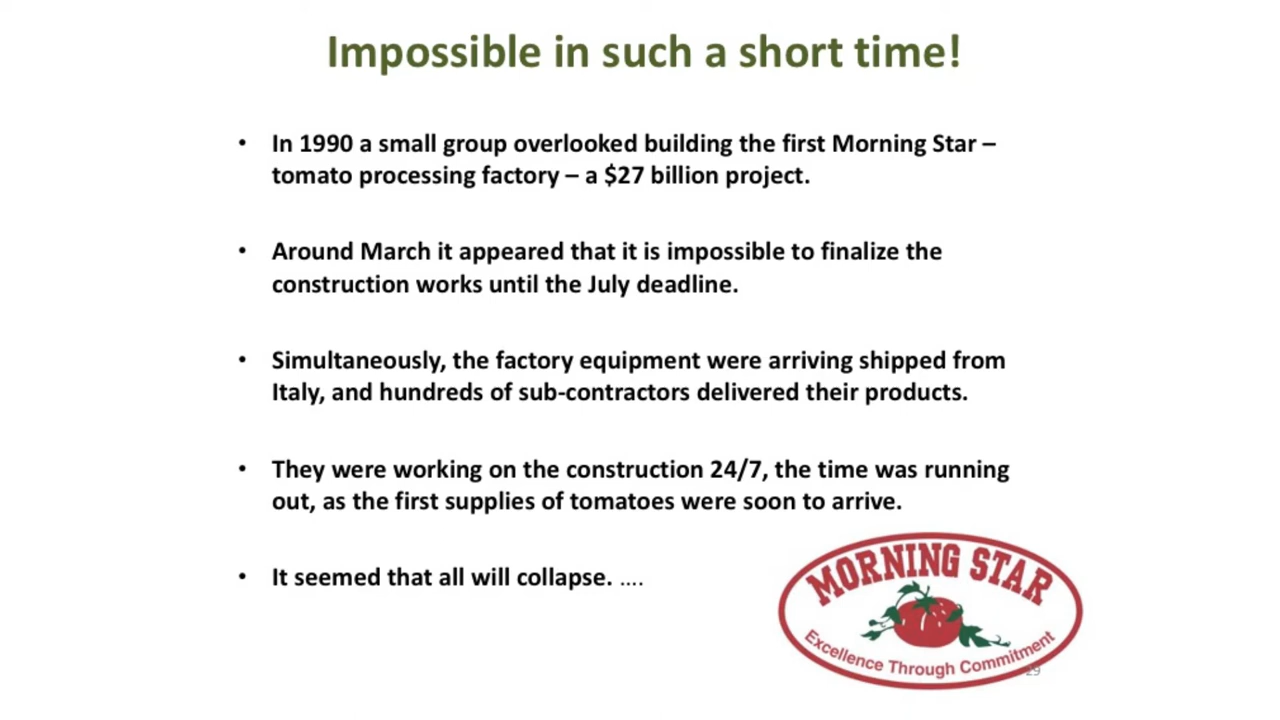 Impossible in such a short time!
• In 1990 a small group overlooked building the first Morning Star –
tomato processing factory – a $27 billion project.
• Around March it appeared that it is impossible to finalize the
construction works until the July deadline.
• Simultaneously, the factory equipment were arriving shipped from
Italy, and hundreds of sub-contractors delivered their products.
• They were working on the construction 24/7, the time was running
out, as the first supplies of tomatoes were soon to arrive.
• It seemed that all will collapse. ....
MORNING STAR
Excellence Through Commitment
29